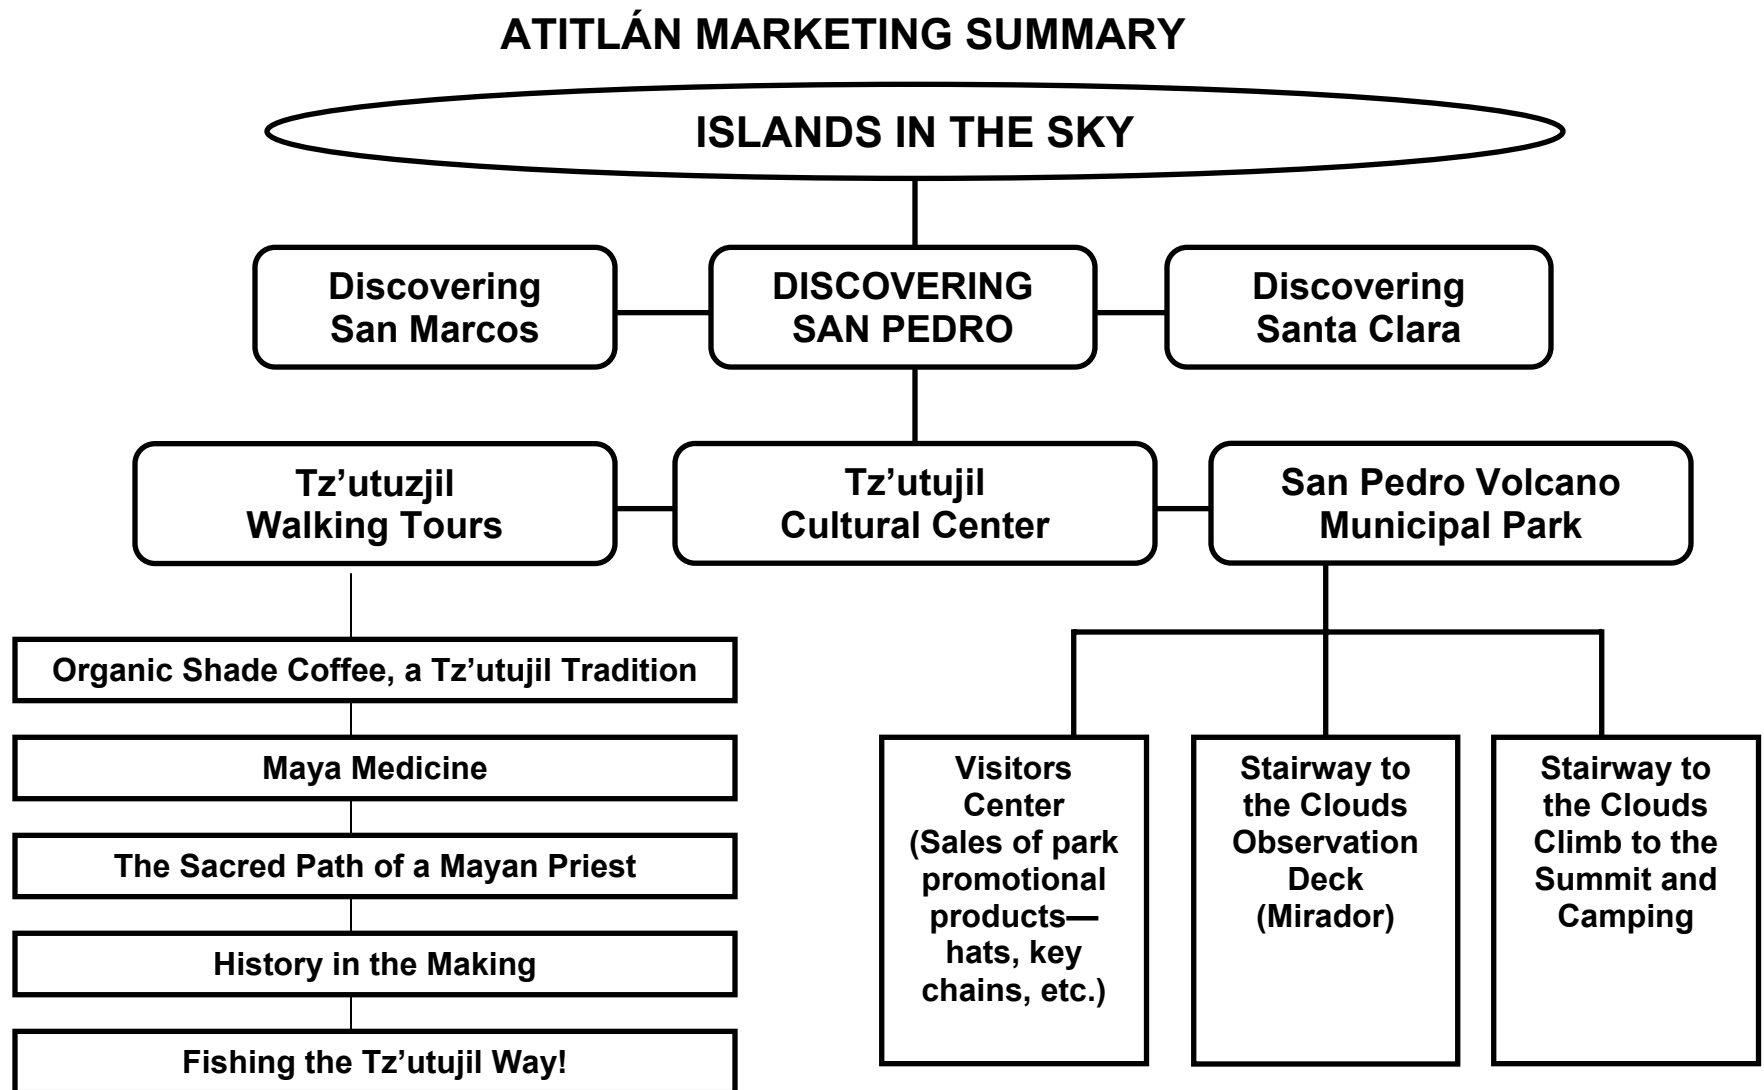 ATITLÁN MARKETING SUMMARY
ISLANDS IN THE SKY
Discovering
San Marcos
DISCOVERING
SAN PEDRO
Discovering
Santa Clara
Tz’utuzjil
Walking Tours
Tz’utujil
Cultural Center
San Pedro Volcano
Municipal Park
Organic Shade Coffee, a Tz’utujil Tradition
Maya Medicine
The Sacred Path of a Mayan Priest
History in the Making
Fishing the Tz’utujil Way!
Visitors
Center
(Sales of park
promotional
products—
hats, key
chains, etc.)
Stairway to
the Clouds
Observation
Deck
(Mirador)
Stairway to
the Clouds
Climb to the
Summit and
Camping